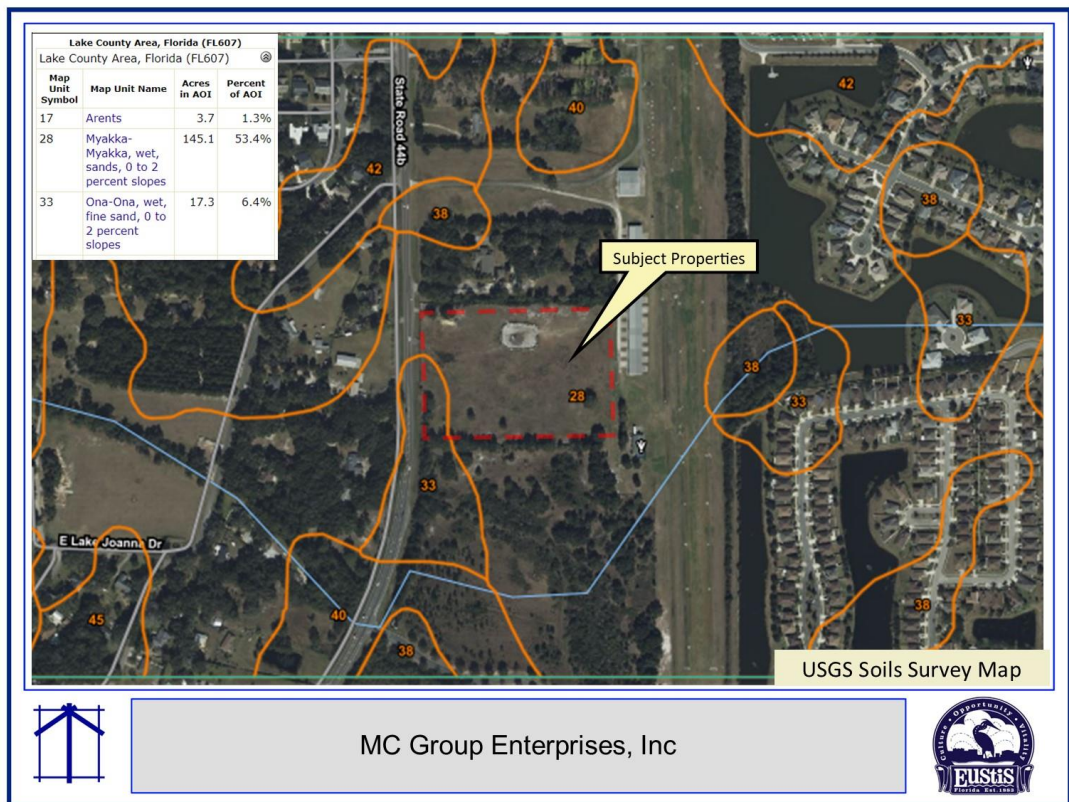 Lake County Area, Florida (FL607)
Lake County Area, Florida (FL607)
Map Unit Symbol Map Unit Name Acres in AOI Percent of AOI
17 Arents 3.7 1.3%
28 Myakka-Myakka, wet, sands, 0 to 2 percent slopes 145.1 53.4%
33 Ona-Ona, wet, fine sand, 0 to 2 percent slopes 17.3 6.4%
State Road 44b
40
42
42
38
38
Subject Properties
33
38
28
33
33
E Lake Joanna Dr
45
40
38
38
USGS Soils Survey Map
MC Group Enterprises, Inc
Culture • Opportunity • Vitality
EUSTIS
Florida Est. 1883